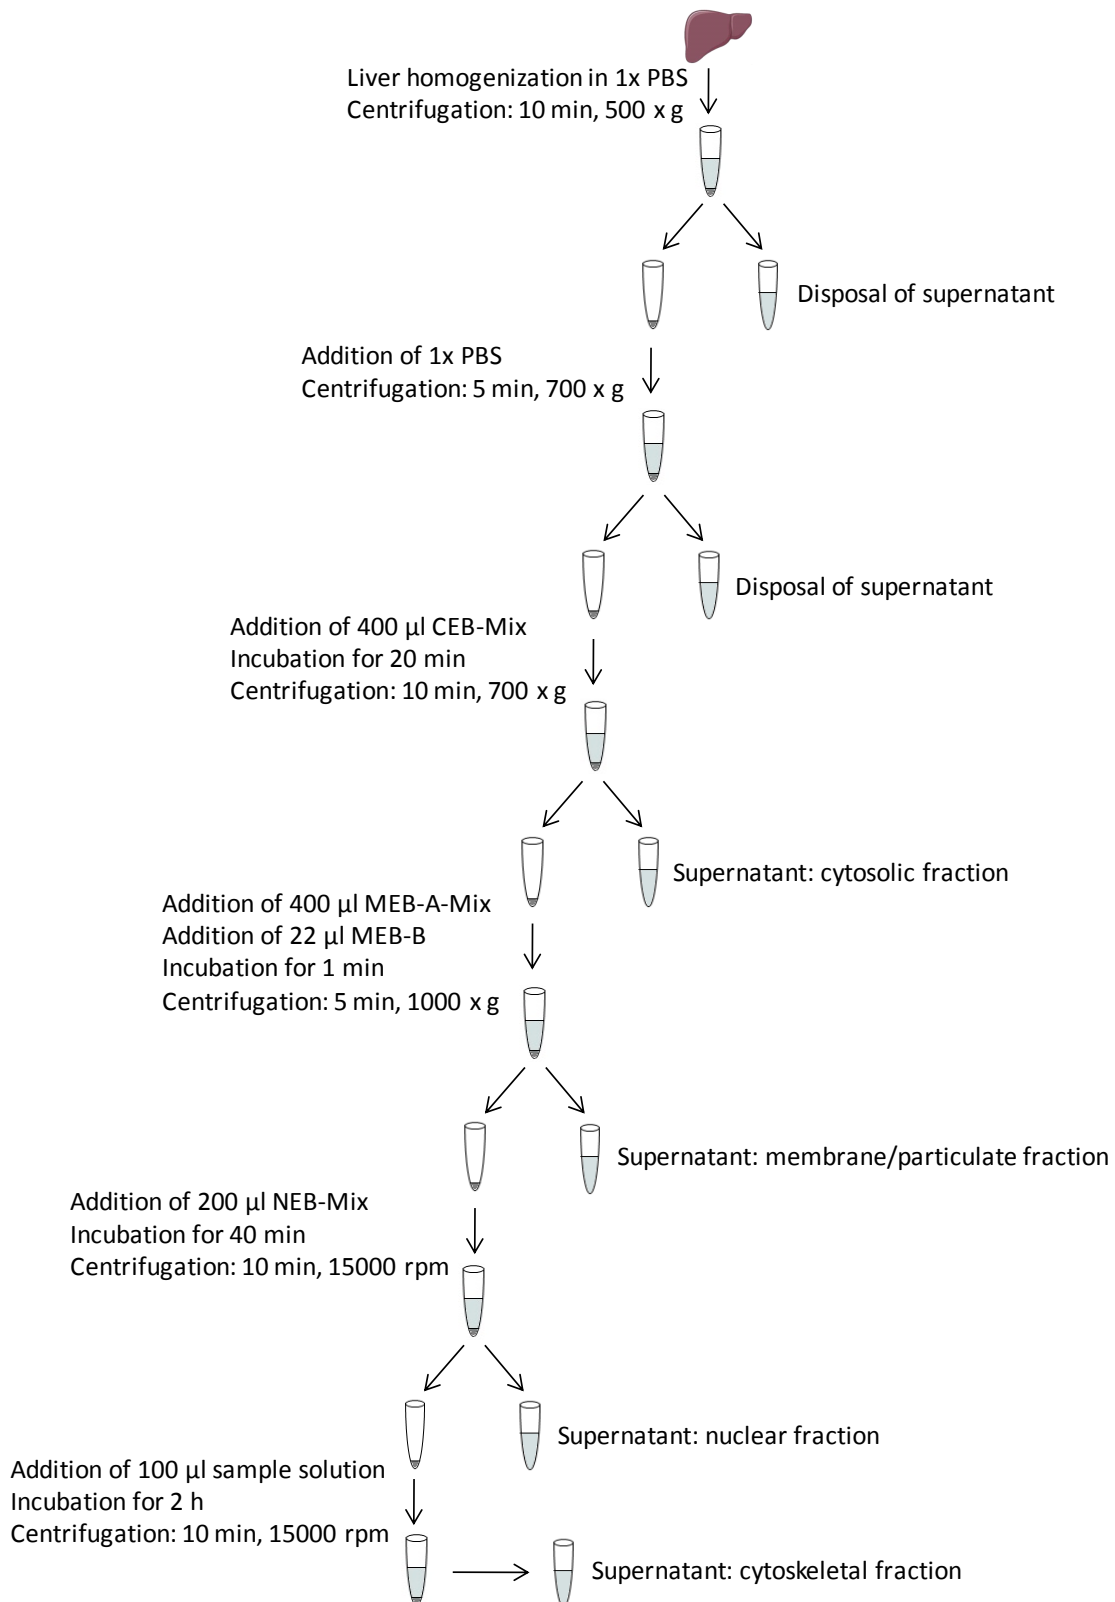 Liver homogenization in 1x PBS
Centrifugation: 10 min, 500 x g
Disposal of supernatant
Addition of 1x PBS
Centrifugation: 5 min, 700 x g
Disposal of supernatant
Addition of 400 µl CEB-Mix
Incubation for 20 min
Centrifugation: 10 min, 700 x g
Supernatant: cytosolic fraction
Addition of 400 µl MEB-A-Mix
Addition of 22 µl MEB-B
Incubation for 1 min
Centrifugation: 5 min, 1000 x g
Supernatant: membrane/particulate fraction
Addition of 200 µl NEB-Mix
Incubation for 40 min
Centrifugation: 10 min, 15000 rpm
Supernatant: nuclear fraction
Addition of 100 µl sample solution
Incubation for 2 h
Centrifugation: 10 min, 15000 rpm
Supernatant: cytoskeletal fraction